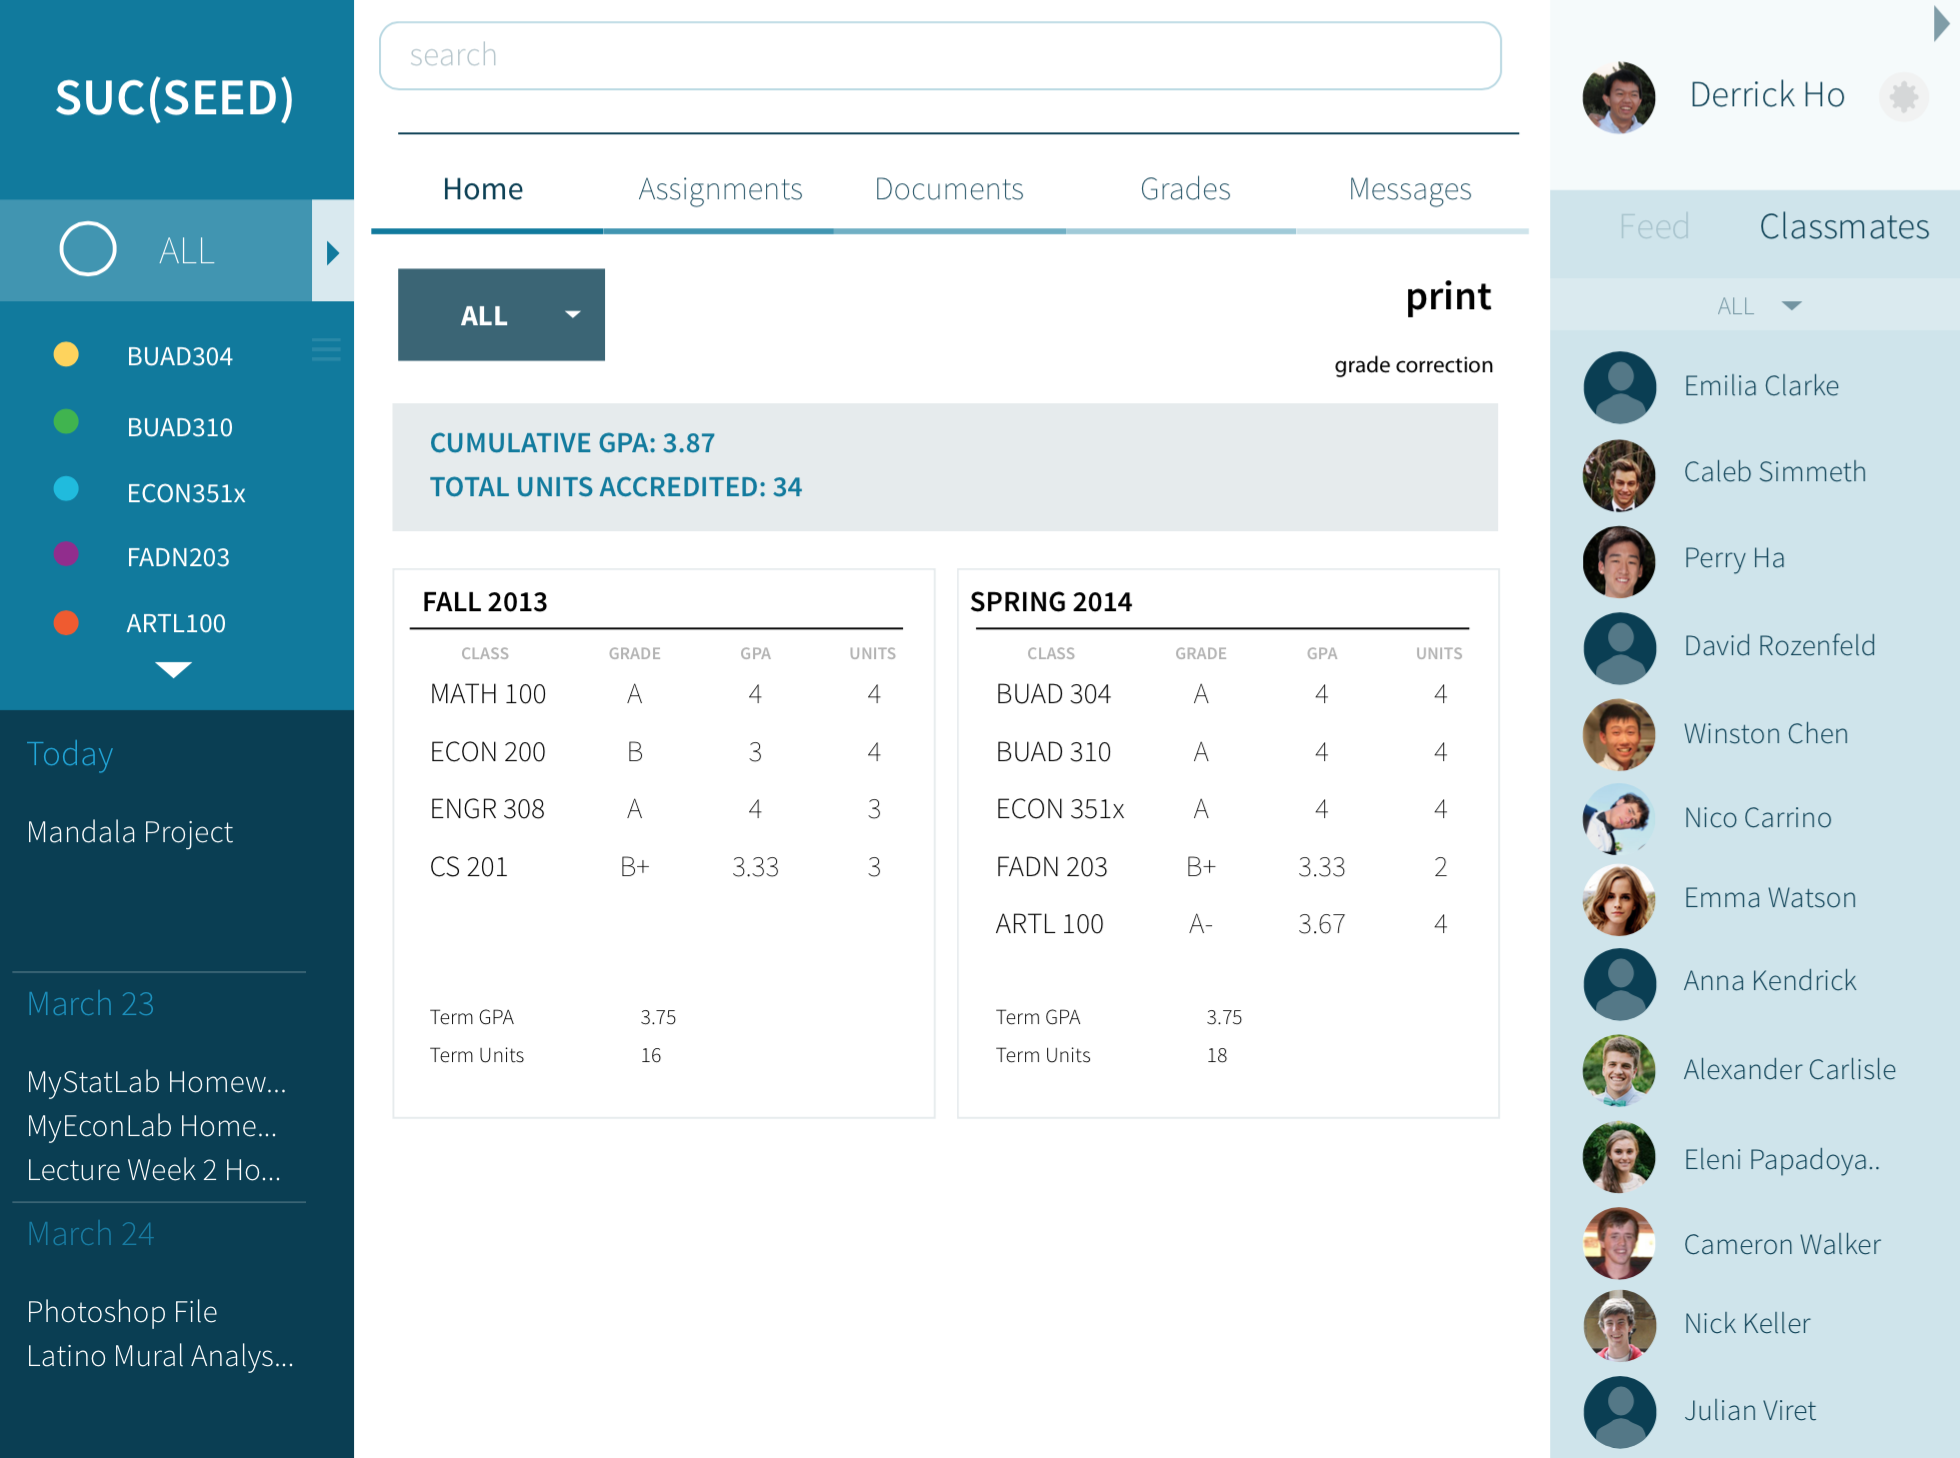 SUC(SEED)
ALL
BUAD304
BUAD310
ECON351x
FADN203
ARTL100
Today
Mandala Project
March 23
MyStatLab Homew...
MyEconLab Home...
Lecture Week 2 Ho...
March 24
Photoshop File
Latino Mural Analys...
search
Home Assignments Documents Grades Messages
ALL
print
grade correction
CUMULATIVE GPA: 3.87
TOTAL UNITS ACCREDITED: 34
FALL 2013
CLASS GRADE GPA UNITS
MATH 100 A 4 4
ECON 200 B 3 4
ENGR 308 A 4 3
CS 201 B+ 3.33 3
Term GPA 3.75
Term Units 16
SPRING 2014
CLASS GRADE GPA UNITS
BUAD 304 A 4 4
BUAD 310 A 4 4
ECON 351x A 4 4
FADN 203 B+ 3.33 2
ARTL 100 A- 3.67 4
Term GPA 3.75
Term Units 18
Derrick Ho
Feed Classmates
ALL
Emilia Clarke
Caleb Simmeth
Perry Ha
David Rozenfeld
Winston Chen
Nico Carrino
Emma Watson
Anna Kendrick
Alexander Carlisle
Eleni Papadoya..
Cameron Walker
Nick Keller
Julian Viret